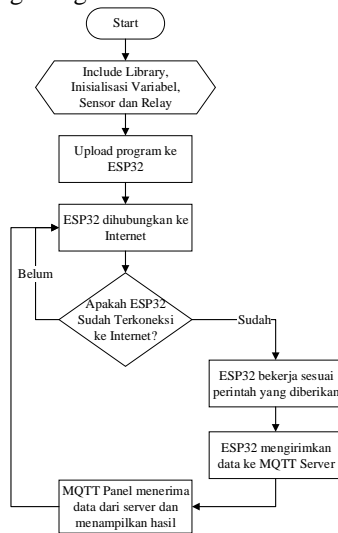 Start
Include Library,
Inisialisasi Variabel,
Sensor dan Relay
Upload program ke
ESP32
ESP32 dihubungkan ke
Internet
Belum
Apakah ESP32
Sudah Terkoneksi
ke Internet?
Sudah
ESP32 bekerja sesuai
perintah yang diberikan
ESP32 mengirimkan
data ke MQTT Server
MQTT Panel menerima
data dari server dan
menampilkan hasil